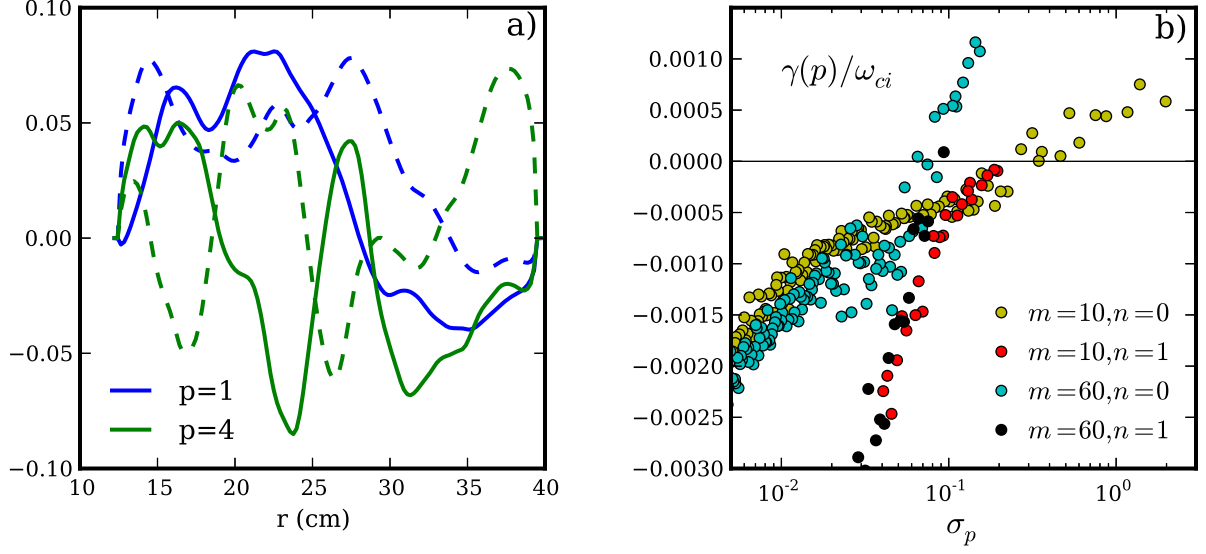 a)
0.10
0.05
0.00
−0.05
−0.10
p=1
p=4
10 15 20 25 30 35 40
r (cm)
b)
γ(p)/ω_ci
0.0010
0.0005
0.0000
−0.0005
−0.0010
−0.0015
−0.0020
−0.0025
−0.0030
m=10,n=0
m=10,n=1
m=60,n=0
m=60,n=1
10⁻² 10⁻¹ 10⁰
σ_p